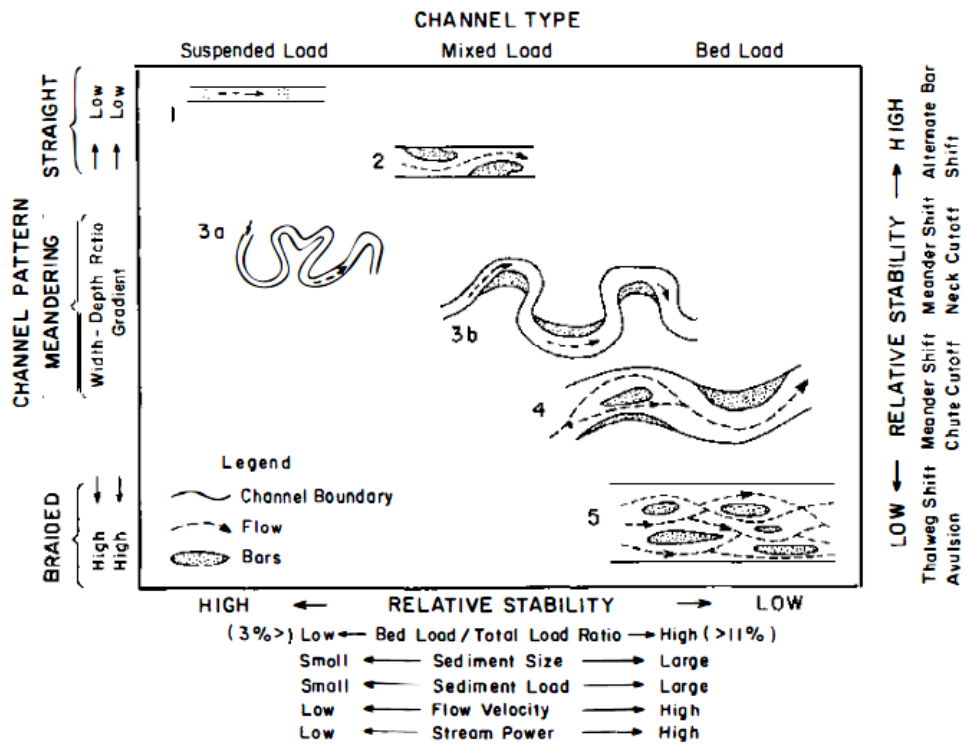 CHANNEL TYPE
Suspended Load Mixed Load Bed Load
CHANNEL PATTERN
STRAIGHT
MEANDERING
BRAIDED
Low
Low
Width-Depth Ratio
Gradient
High
High
1
2
3a
3b
4
5
Legend
Channel Boundary
Flow
Bars
LOW ← RELATIVE STABILITY → HIGH
Alternate Bar
Shift
Meander Shift
Neck Cutoff
Meander Shift
Chute Cutoff
Thalweg Shift
Avulsion
HIGH ← RELATIVE STABILITY → LOW
(3%>) Low ← Bed Load/Total Load Ratio → High (>11%)
Small ← Sediment Size → Large
Small ← Sediment Load → Large
Low ← Flow Velocity → High
Low ← Stream Power → High